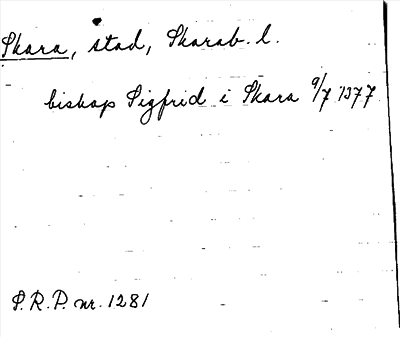 Skara, stad, Skarab. l.
biskop Sigfrid i Skara 9/7 1377
S.R.P. nr. 1281